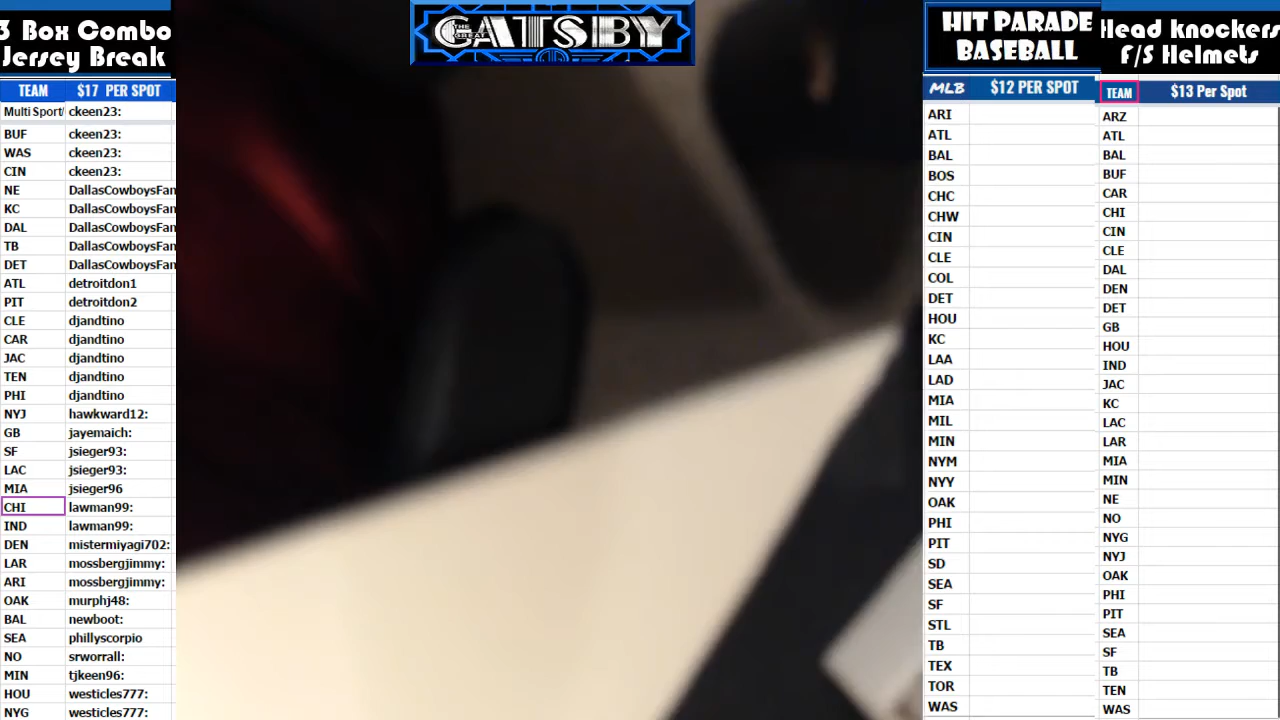 3 Box Combo
Jersey Break
TEAM $17 PER SPOT
Multi Sport/ ckeen23:
BUF ckeen23:
WAS ckeen23:
CIN ckeen23:
NE DallasCowboysFan
KC DallasCowboysFan
DAL DallasCowboysFan
TB DallasCowboysFan
DET DallasCowboysFan
ATL detroitdon1
PIT detroitdon2
CLE djandtino
CAR djandtino
JAC djandtino
TEN djandtino
PHI djandtino
NYJ hawkward12:
GB jayemaich:
SF jsieger93:
LAC jsieger93:
MIA jsieger96
CHI lawman99:
IND lawman99:
DEN mistermiyagi702:
LAR mossbergjimmy:
ARI mossbergjimmy:
OAK murphj48:
BAL newboot:
SEA phillyscorpio
NO srworrall:
MIN tjkeen96:
HOU westicles777:
NYG westicles777:
THE GREAT
GATSBY
HIT PARADE
BASEBALL
MLB $12 PER SPOT
ARI
ATL
BAL
BOS
CHC
CHW
CIN
CLE
COL
DET
HOU
KC
LAA
LAD
MIA
MIL
MIN
NYM
NYY
OAK
PHI
PIT
SD
SEA
SF
STL
TB
TEX
TOR
WAS
Head knockers
F/S Helmets
TEAM $13 Per Spot
ARZ
ATL
BAL
BUF
CAR
CHI
CIN
CLE
DAL
DEN
DET
GB
HOU
IND
JAC
KC
LAC
LAR
MIA
MIN
NE
NO
NYG
NYJ
OAK
PHI
PIT
SEA
SF
TB
TEN
WAS